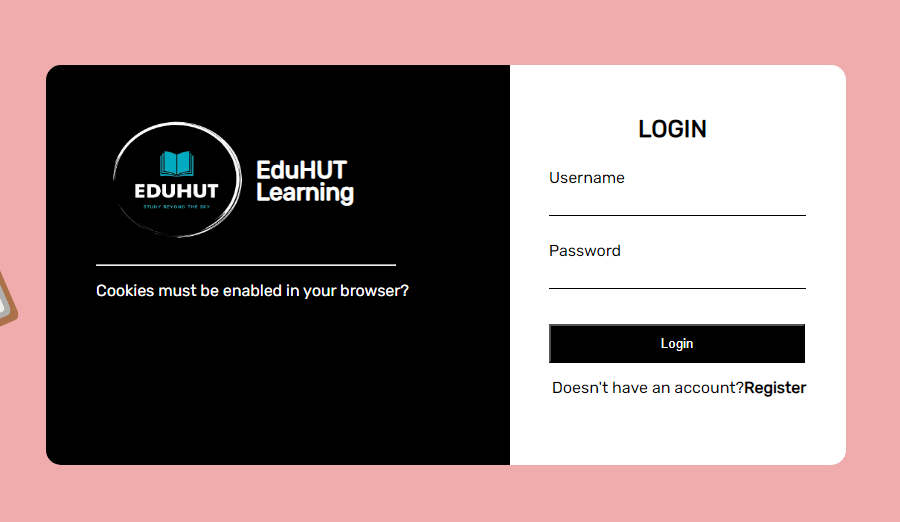 EDUHUT
STUDY BEYOND THE SKY
EduHUT
Learning
Cookies must be enabled in your browser?
LOGIN
Username
Password
Login
Doesn't have an account?Register